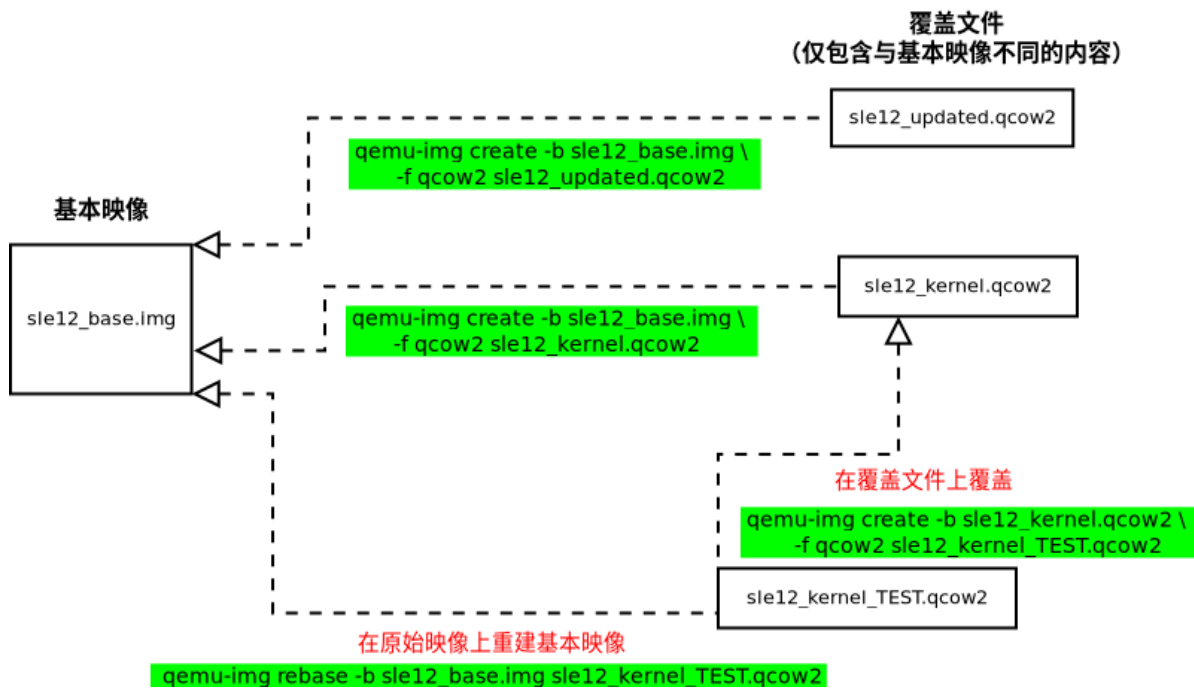 覆盖文件
（仅包含与基本映像不同的内容）
sle12_updated.qcow2
qemu-img create -b sle12_base.img \
-f qcow2 sle12_updated.qcow2
基本映像
sle12_base.img
sle12_kernel.qcow2
qemu-img create -b sle12_base.img \
-f qcow2 sle12_kernel.qcow2
在覆盖文件上覆盖
qemu-img create -b sle12_kernel.qcow2 \
-f qcow2 sle12_kernel_TEST.qcow2
sle12_kernel_TEST.qcow2
在原始映像上重建基本映像
qemu-img rebase -b sle12_base.img sle12_kernel_TEST.qcow2